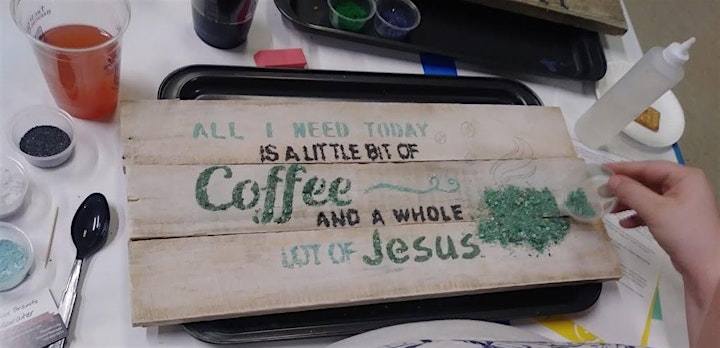 ALL I NEED TODAY
IS A LITTLE BIT OF
Coffee
AND A WHOLE
LOT OF Jesus